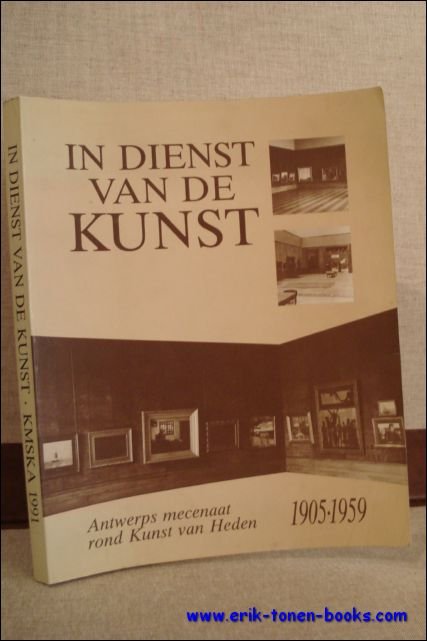 IN DIENST VAN DE KUNST · KMSKA 1991
IN DIENST
VAN DE
KUNST
Antwerps mecenaat
rond Kunst van Heden
1905·1959
www.erik-tonen-books.com